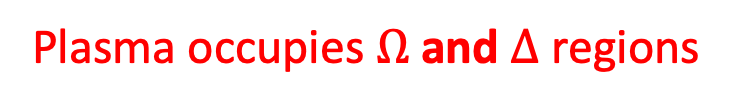 Plasma occupies Ω and Δ regions